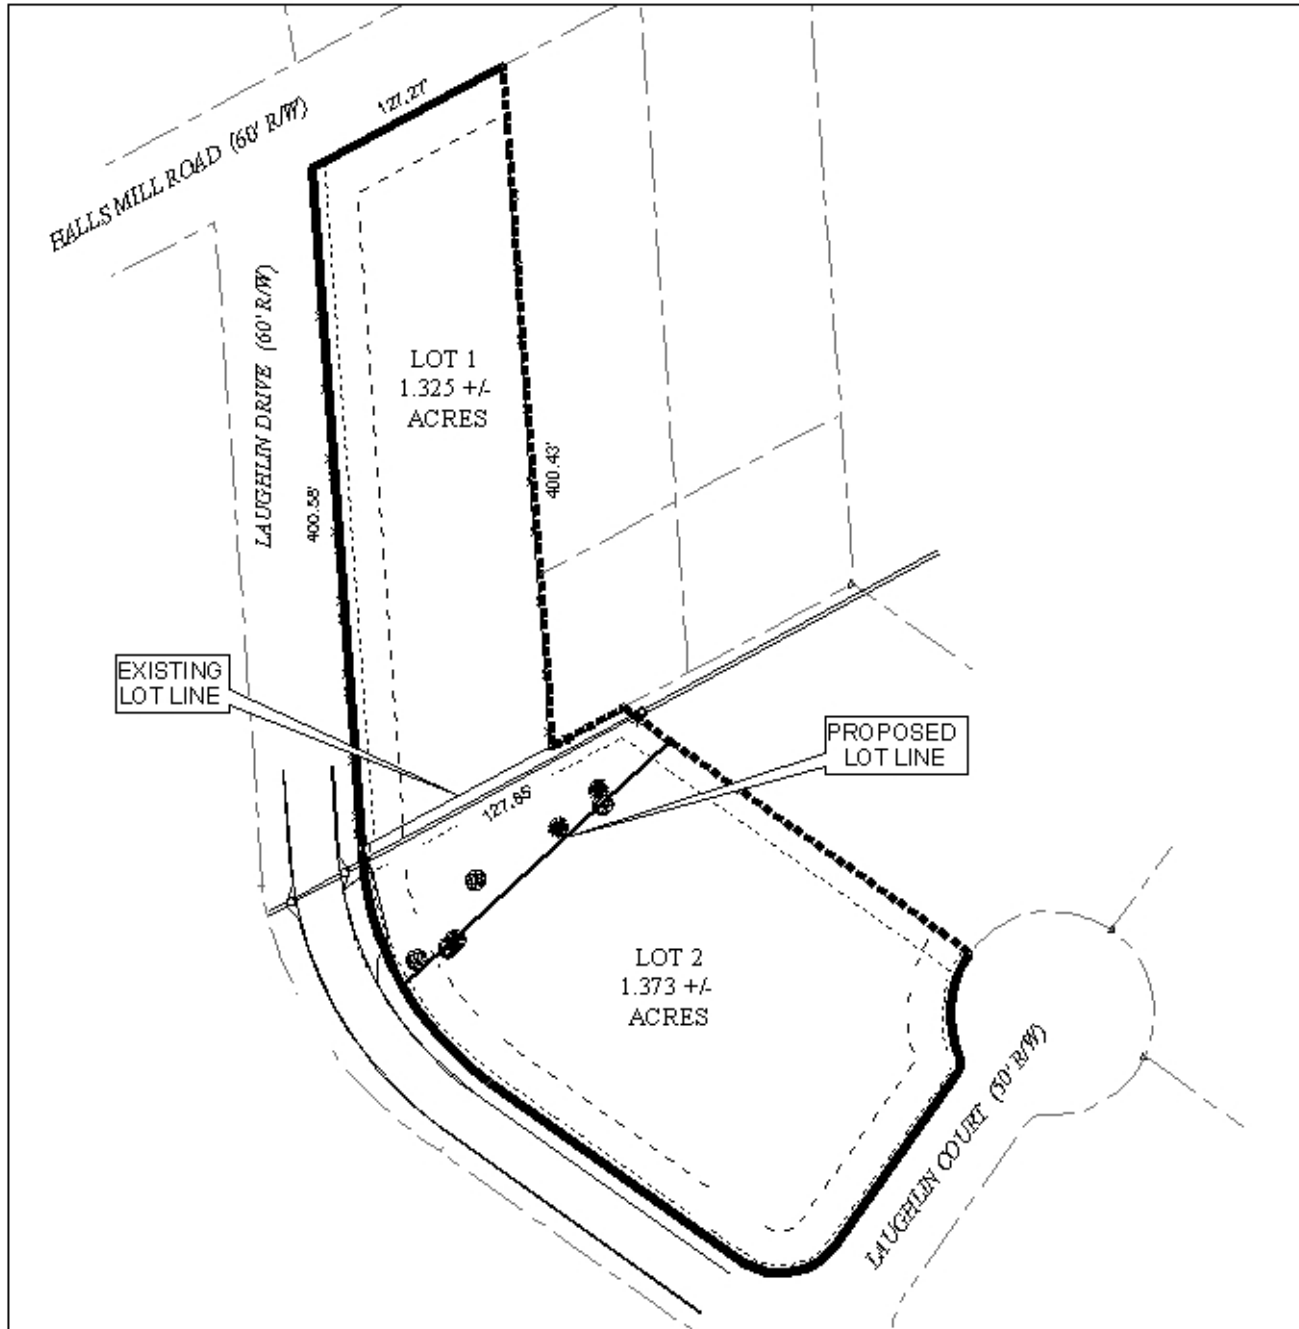 127.27'
HALLS MILL ROAD (60' R/W)
LAUGHLIN DRIVE (60' R/W)
LOT 1
1.325 +/-
ACRES
400.58'
400.43'
EXISTING
LOT LINE
PROPOSED
LOT LINE
127.85'
LOT 2
1.373 +/-
ACRES
LAUGHLIN COURT (50' R/W)